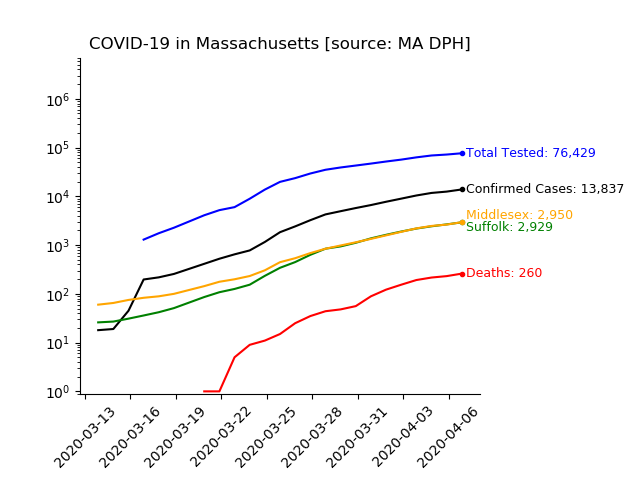 COVID-19 in Massachusetts [source: MA DPH]
10^6
10^5
10^4
10^3
10^2
10^1
10^0
Total Tested: 76,429
Confirmed Cases: 13,837
Middlesex: 2,950
Suffolk: 2,929
Deaths: 260
2020-03-13
2020-03-16
2020-03-19
2020-03-22
2020-03-25
2020-03-28
2020-03-31
2020-04-03
2020-04-06